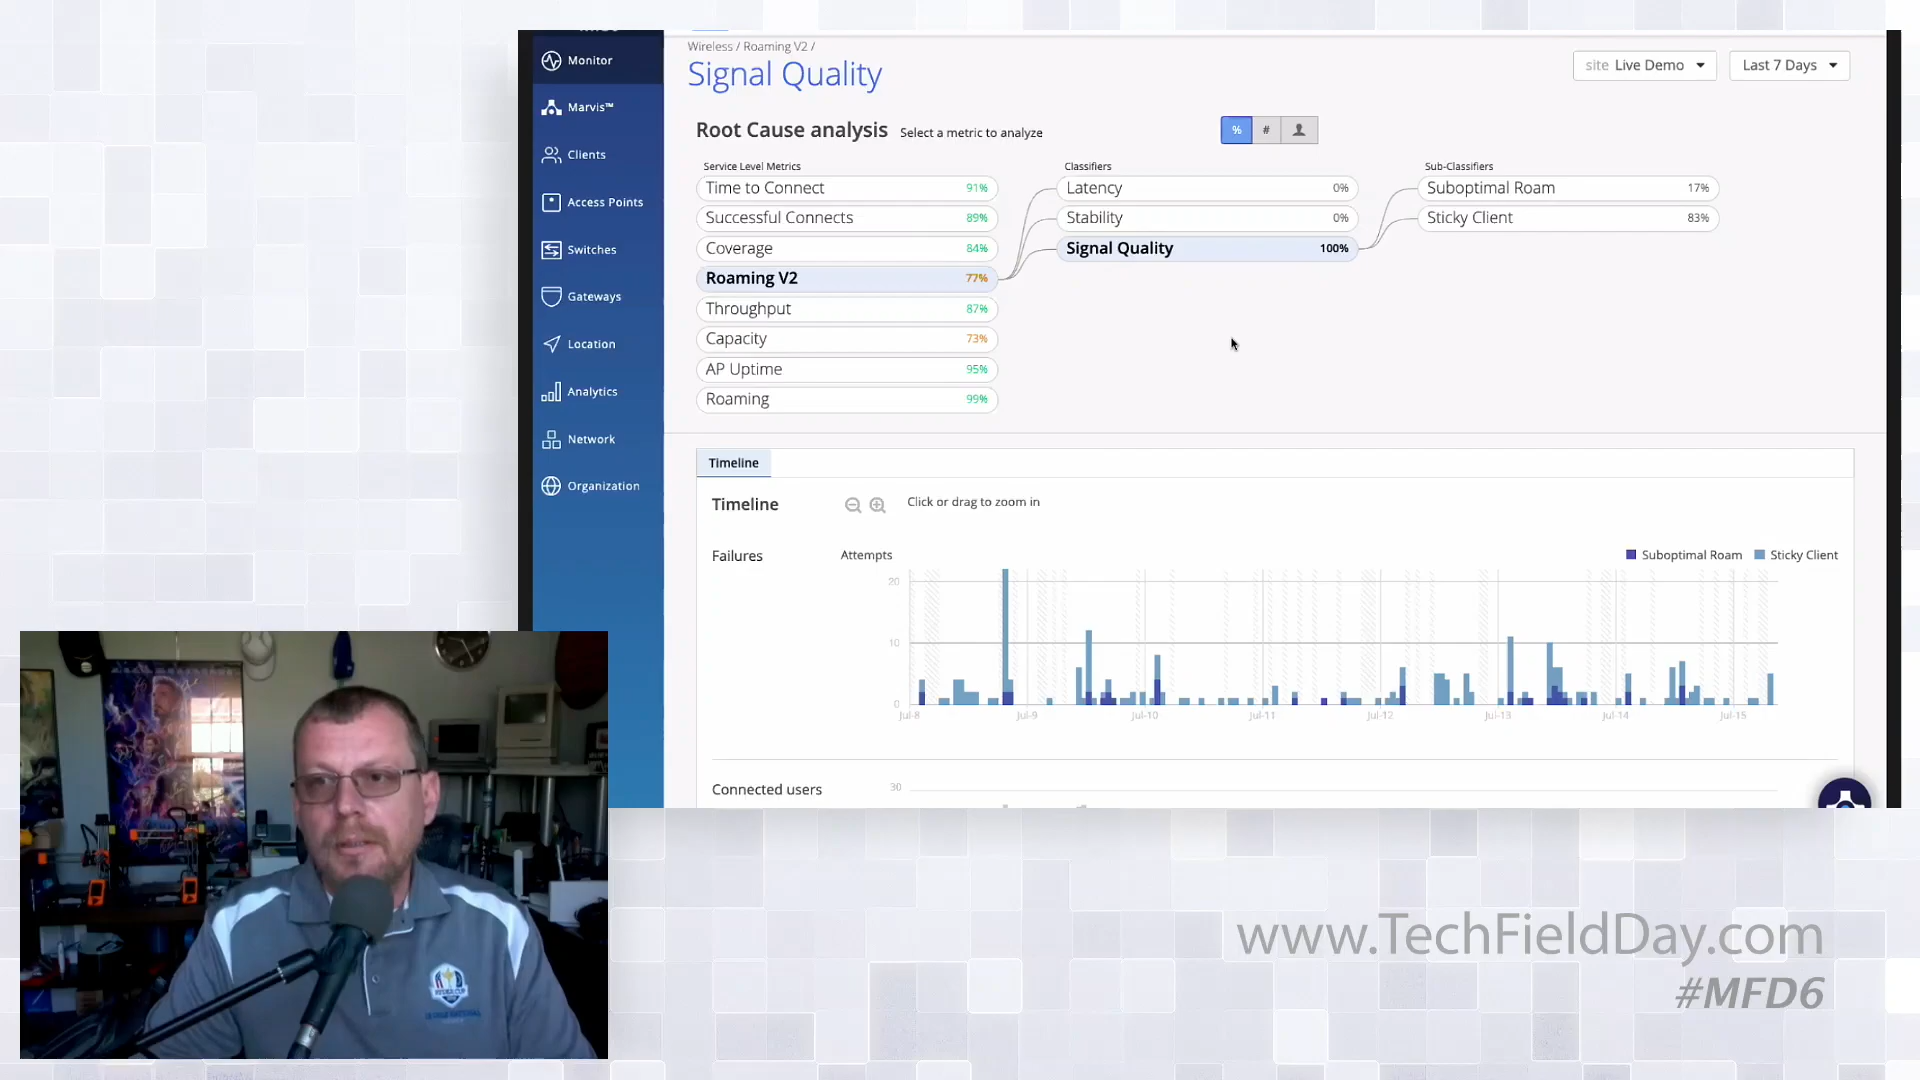 Wireless / Roaming V2 /
Signal Quality
site Live Demo
Last 7 Days
Monitor
Marvis™
Clients
Access Points
Switches
Gateways
Location
Analytics
Network
Organization
Root Cause analysis Select a metric to analyze
% #
Service Level Metrics
Time to Connect 91%
Successful Connects 89%
Coverage 84%
Roaming V2 77%
Throughput 87%
Capacity 73%
AP Uptime 95%
Roaming 99%
Classifiers
Latency 0%
Stability 0%
Signal Quality 100%
Sub-Classifiers
Suboptimal Roam 17%
Sticky Client 83%
Timeline
Timeline Click or drag to zoom in
Failures Attempts Suboptimal Roam Sticky Client
20
10
0
Jul-8 Jul-9 Jul-10 Jul-11 Jul-12 Jul-13 Jul-14 Jul-15
Connected users 30
RYDER CUP
www.TechFieldDay.com
#MFD6